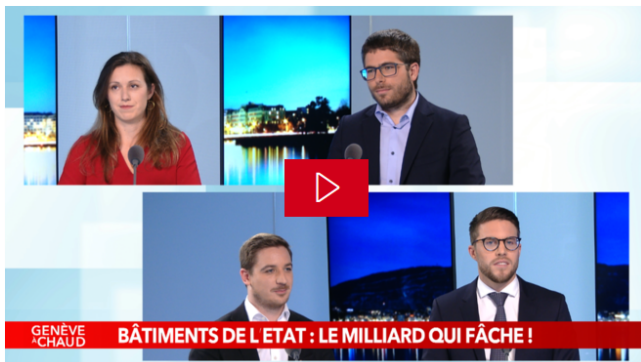 GENÈVE
À CHAUD
BÂTIMENTS DE L'ETAT : LE MILLIARD QUI FÂCHE !